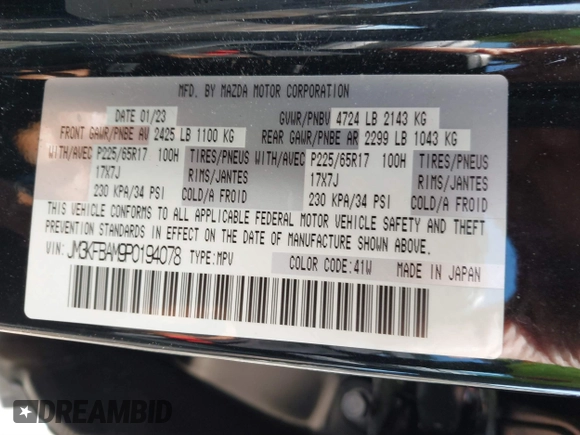 MFD. BY MAZDA MOTOR CORPORATION
DATE 01/23 GVWR/PNBV 4724 LB 2143 KG
FRONT GAWR/PNBE AV 2425 LB 1100 KG REAR GAWR/PNBE AR 2299 LB 1043 KG
WITH/AVEC P225/65R17 100H TIRES/PNEUS WITH/AVEC P225/65R17 100H TIRES/PNEUS
17X7J RIMS/JANTES 17X7J RIMS/JANTES
230 KPA/34 PSI COLD/A FROID 230 KPA/34 PSI COLD/A FROID
THIS VEHICLE CONFORMS TO ALL APPLICABLE FEDERAL MOTOR VEHICLE SAFETY AND THEFT
PREVENTION STANDARDS IN EFFECT ON THE DATE OF MANUFACTURE SHOWN ABOVE.
VIN: JM3KFBAM9P0194078 TYPE:MPV COLOR CODE:41W MADE IN JAPAN
DREAMBID